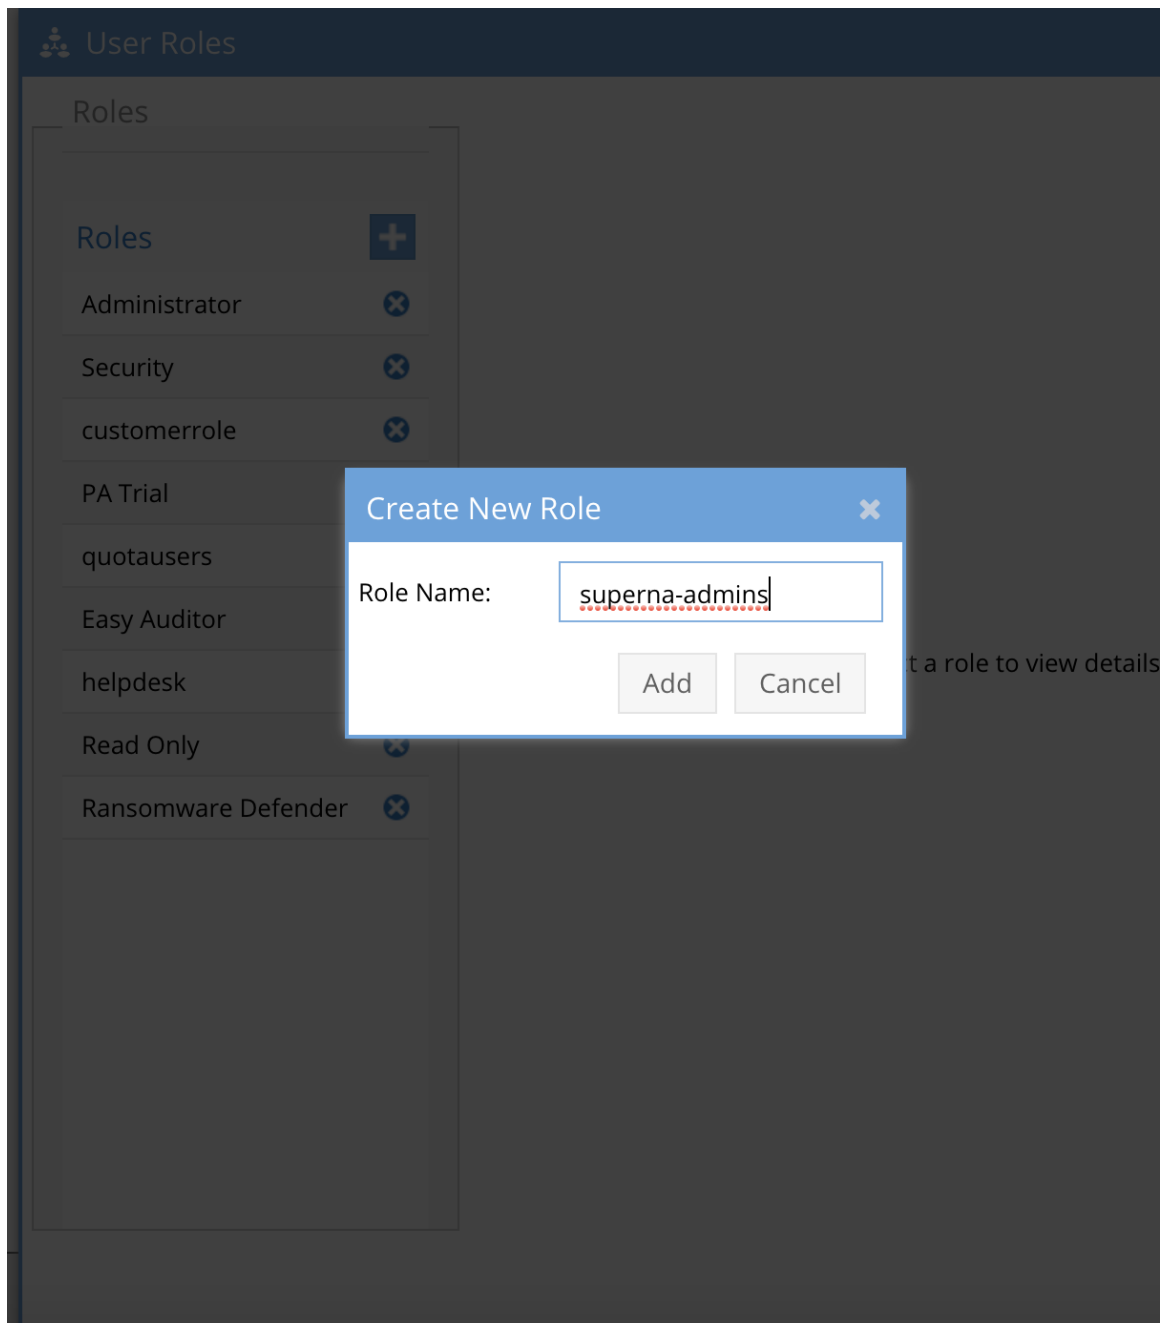 User Roles
Roles
Roles
Administrator
Security
customerrole
PA Trial
quotausers
Easy Auditor
helpdesk
Read Only
Ransomware Defender
Create New Role
Role Name:
superna-admins
Add
Cancel
a role to view details